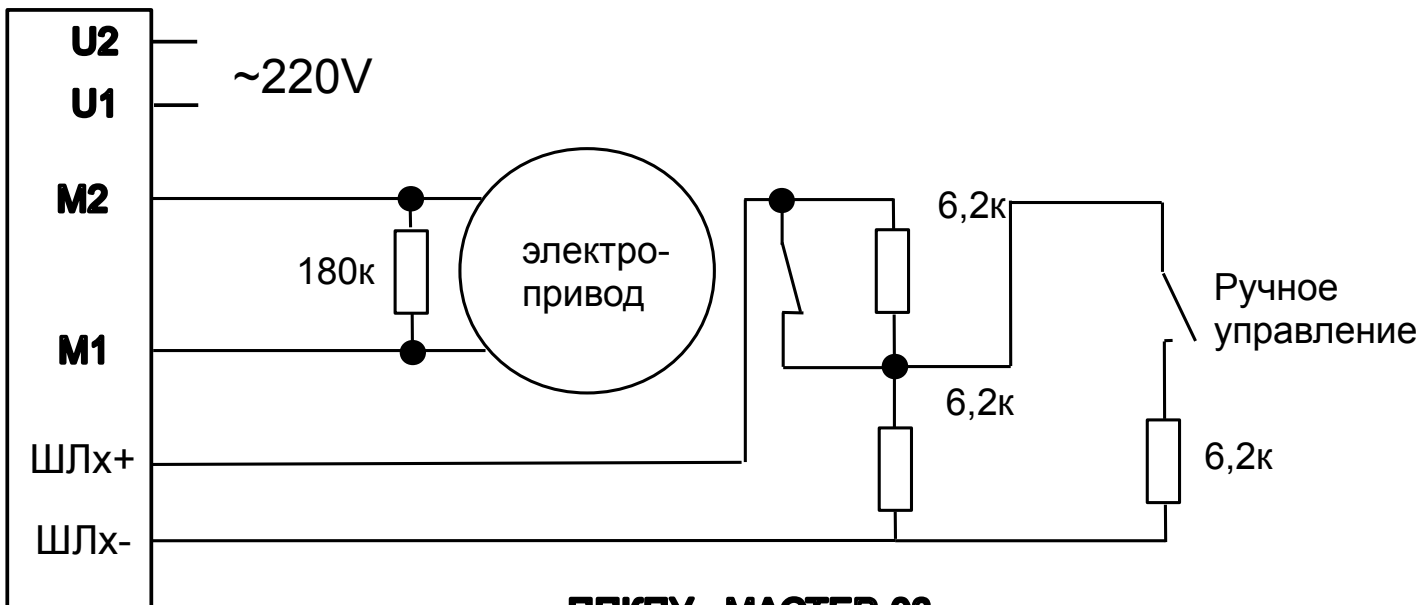 U2
~220V
U1
M2
6,2к
180к
электро-
привод
Ручное
управление
M1
6,2к
ШЛх+
6,2к
ШЛх-